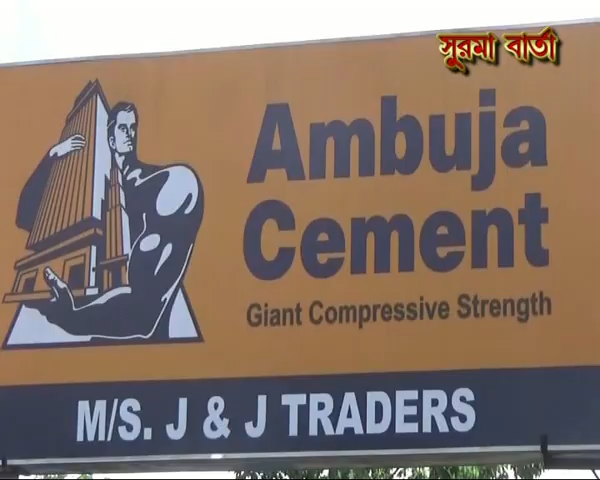 সুরমা বার্তা
Ambuja
Cement
Giant Compressive Strength
M/S. J & J TRADERS